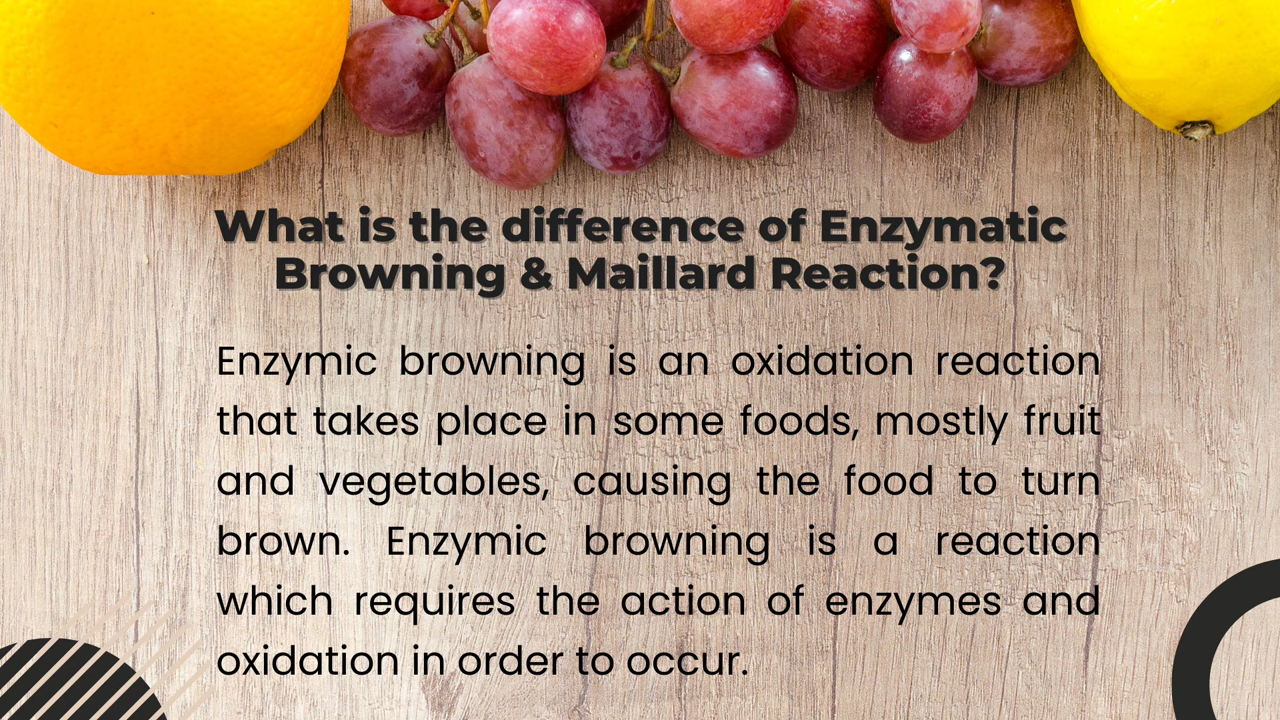 What is the difference of Enzymatic
Browning & Maillard Reaction?
Enzymic browning is an oxidation reaction
that takes place in some foods, mostly fruit
and vegetables, causing the food to turn
brown. Enzymic browning is a reaction
which requires the action of enzymes and
oxidation in order to occur.